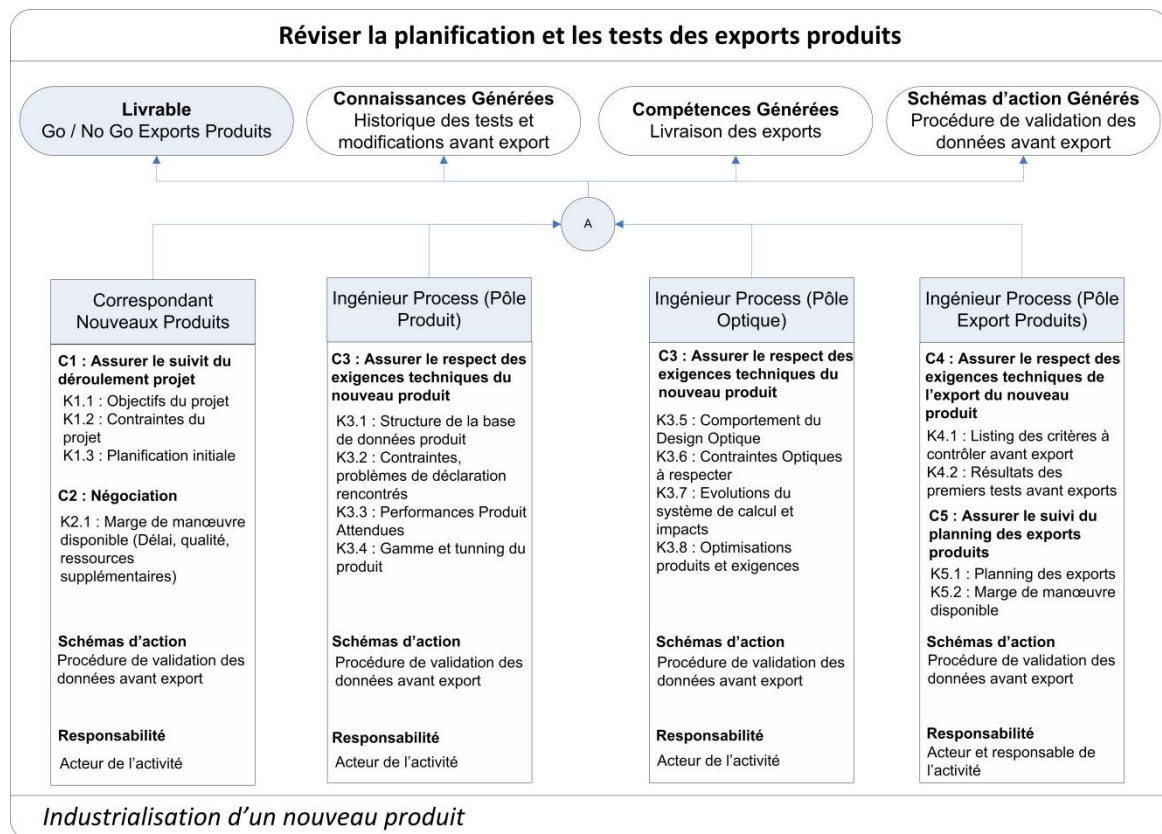 Réviser la planification et les tests des exports produits
Livrable
Go / No Go Exports Produits
Connaissances Générées
Historique des tests et
modifications avant export
Compétences Générées
Livraison des exports
Schémas d’action Générés
Procédure de validation des
données avant export
A
Correspondant
Nouveaux Produits
C1 : Assurer le suivit du
déroulement projet
K1.1 : Objectifs du projet
K1.2 : Contraintes du
projet
K1.3 : Planification initiale
C2 : Négociation
K2.1 : Marge de manœuvre
disponible (Délai, qualité,
ressources
supplémentaires)
Schémas d’action
Procédure de validation des
données avant export
Responsabilité
Acteur de l’activité
Ingénieur Process (Pôle
Produit)
C3 : Assurer le respect des
exigences techniques du
nouveau produit
K3.1 : Structure de la base
de données produit
K3.2 : Contraintes,
problèmes de déclaration
rencontrés
K3.3 : Performances Produit
Attendues
K3.4 : Gamme et tunning du
produit
Schémas d’action
Procédure de validation des
données avant export
Responsabilité
Acteur de l’activité
Ingénieur Process (Pôle
Optique)
C3 : Assurer le respect des
exigences techniques du
nouveau produit
K3.5 : Comportement du
Design Optique
K3.6 : Contraintes Optiques
à respecter
K3.7 : Evolutions du
système de calcul et
impacts
K3.8 : Optimisations
produits et exigences
Schémas d’action
Procédure de validation des
données avant export
Responsabilité
Acteur de l’activité
Ingénieur Process (Pôle
Export Produits)
C4 : Assurer le respect des
exigences techniques de
l’export du nouveau
produit
K4.1 : Listing des critères à
contrôler avant export
K4.2 : Résultats des
premiers tests avant exports
C5 : Assurer le suivi du
planning des exports
produits
K5.1 : Planning des exports
K5.2 : Marge de manœuvre
disponible
Schémas d’action
Procédure de validation des
données avant export
Responsabilité
Acteur et responsable de
l’activité
Industrialisation d’un nouveau produit